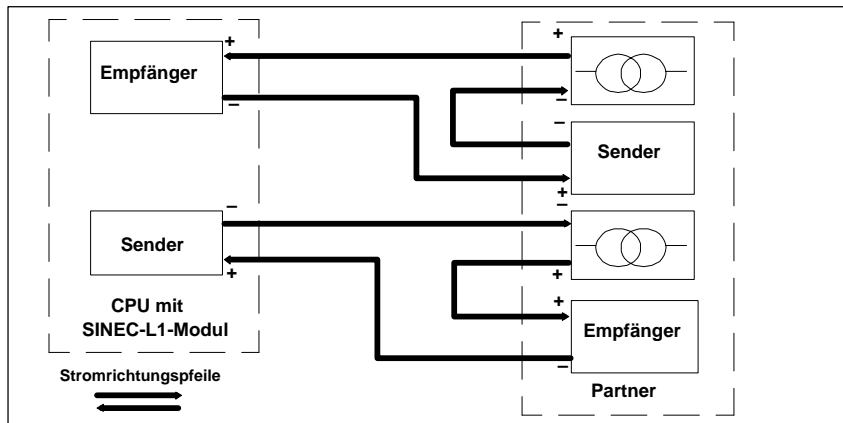 +
+
Empfänger
–
–
–
Sender
+
–
–
Sender
+
+
+
CPU mit
SINEC-L1-Modul
Empfänger
–
Stromrichtungspfeile
Partner